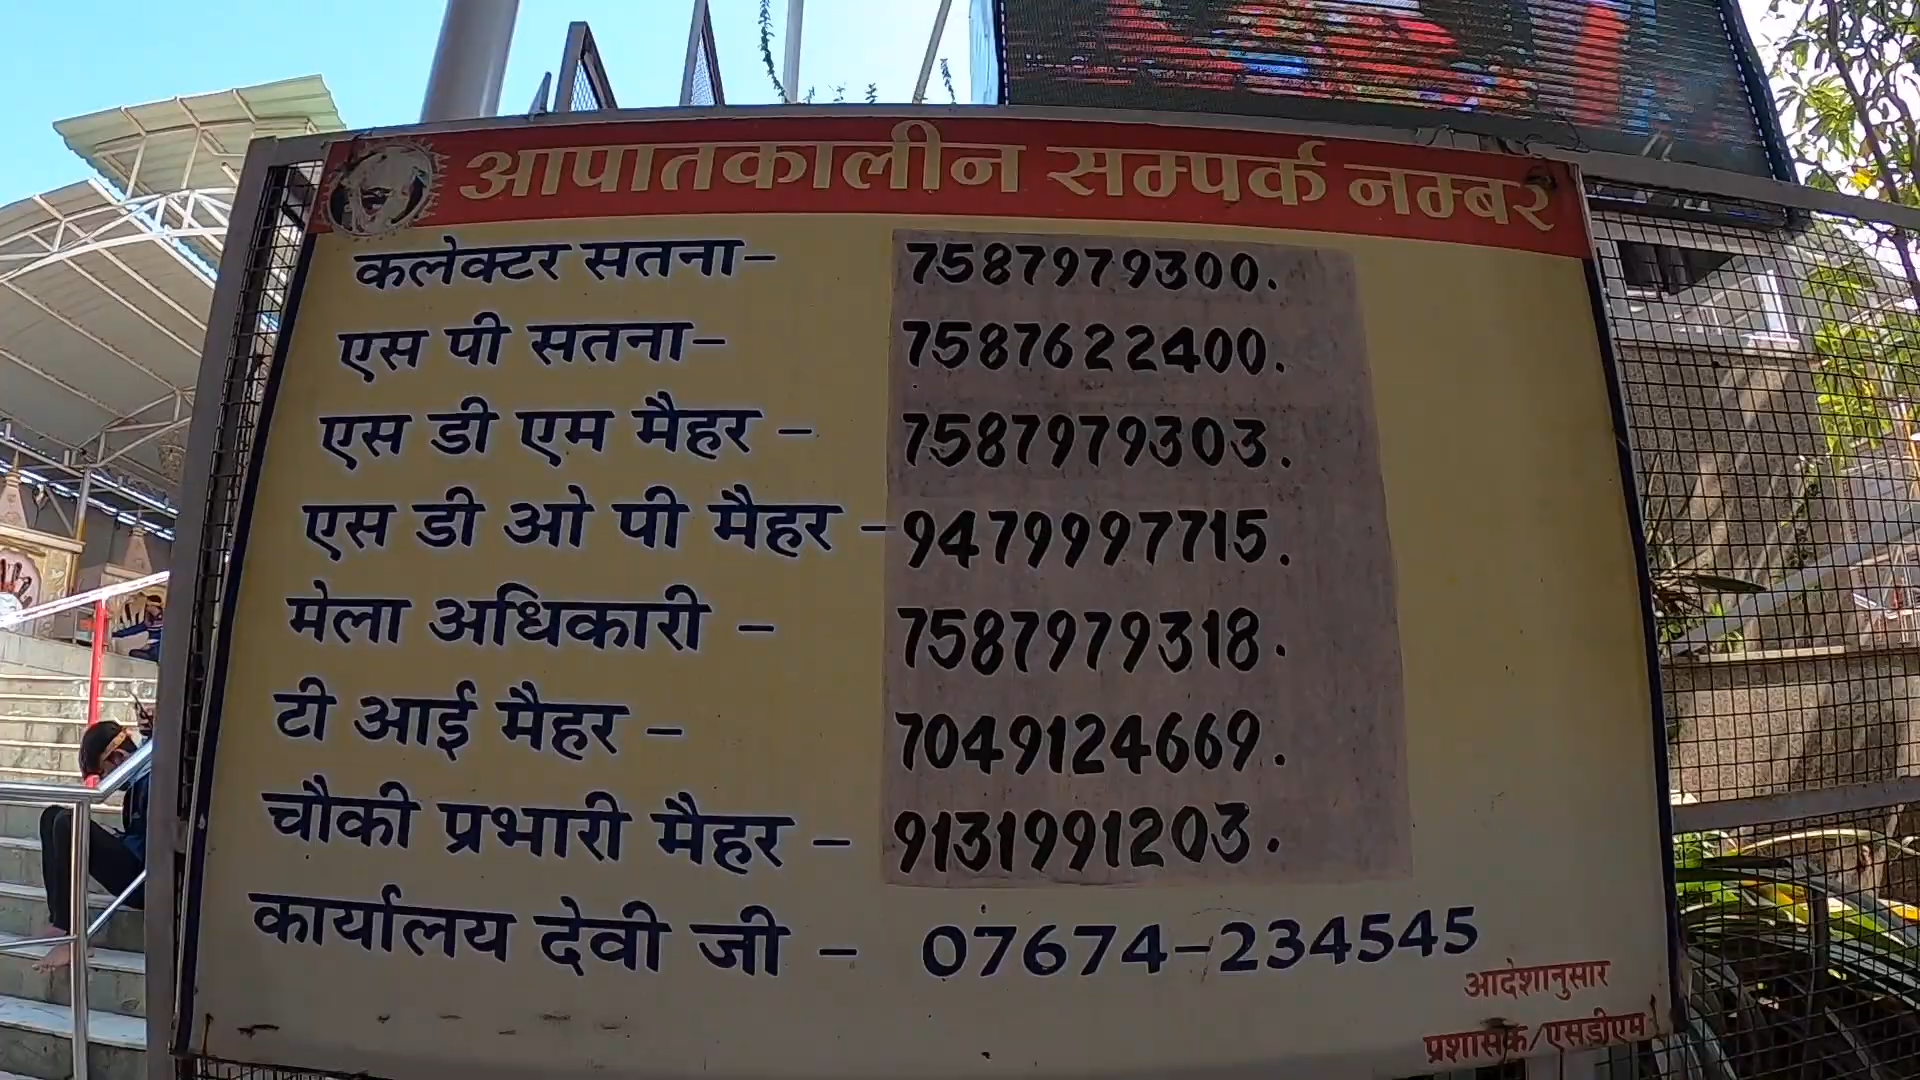 आपातकालीन सम्पर्क नम्बर
कलेक्टर सतना- 7587979300.
एस पी सतना- 7587622400.
एस डी एम मैहर - 7587979303.
एस डी ओ पी मैहर - 9479997715.
मेला अधिकारी - 7587979318.
टी आई मैहर - 7049124669.
चौकी प्रभारी मैहर - 9131991203.
कार्यालय देवी जी - 07674-234545
आदेशानुसार
प्रशासक/एसडीएम